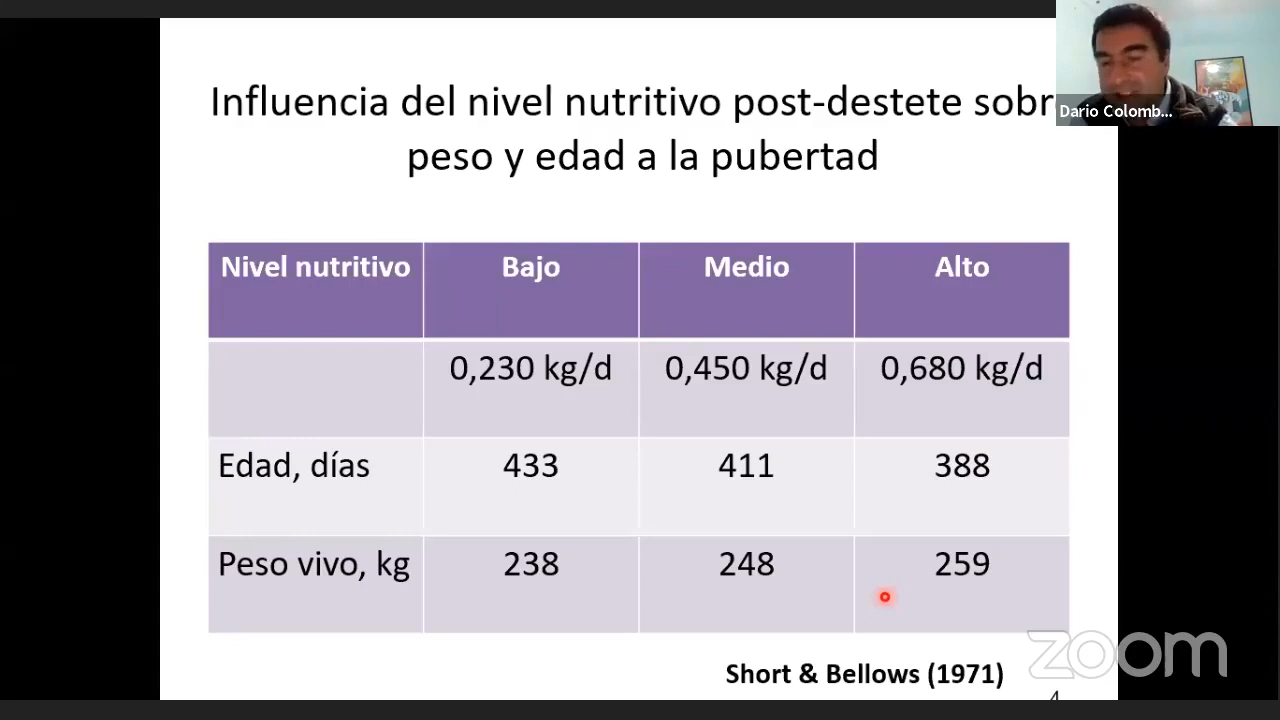 Influencia del nivel nutritivo post-destete sobr
peso y edad a la pubertad
Dario Colomb...
Nivel nutritivo Bajo Medio Alto
0,230 kg/d 0,450 kg/d 0,680 kg/d
Edad, días 433 411 388
Peso vivo, kg 238 248 259
Short & Bellows (1971)
zoom
4